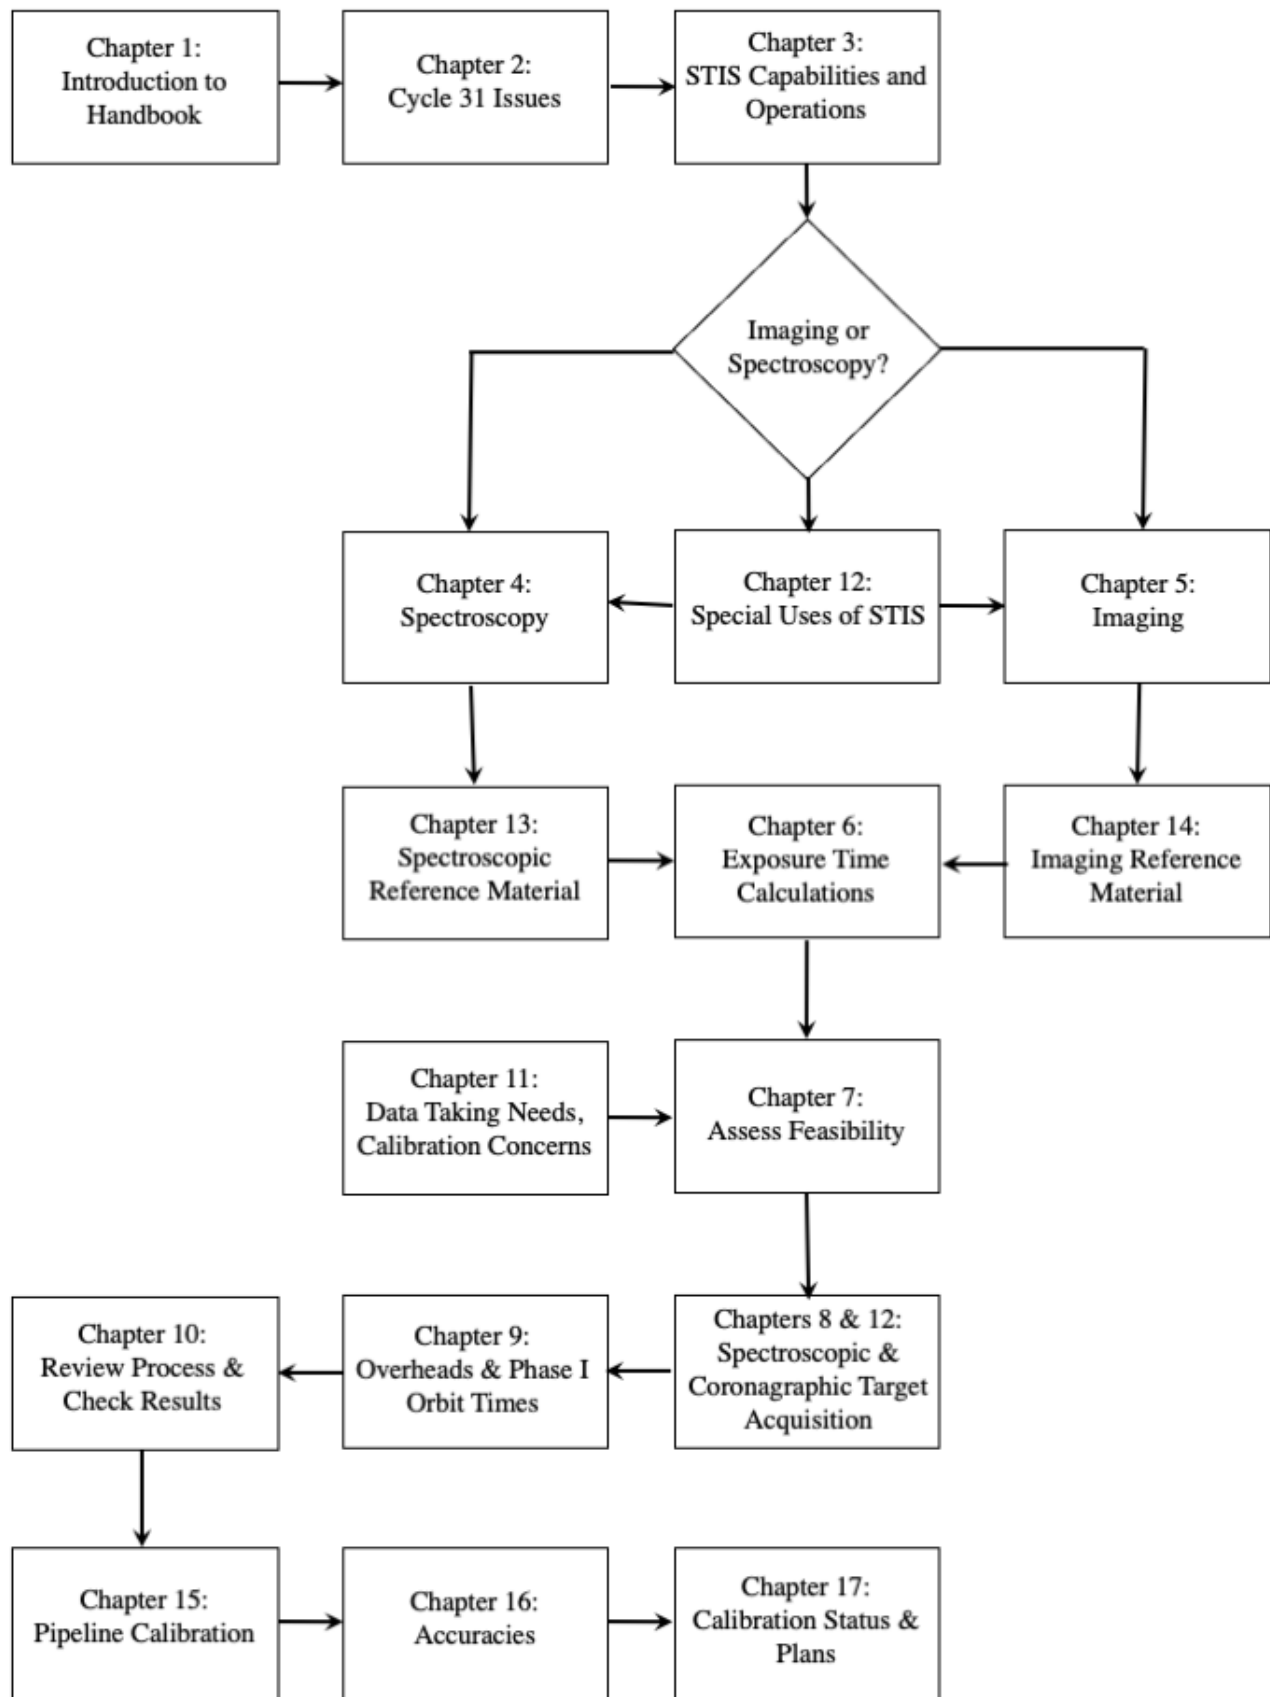 Chapter 1:
Introduction to
Handbook
Chapter 2:
Cycle 31 Issues
Chapter 3:
STIS Capabilities and
Operations
Imaging or
Spectroscopy?
Chapter 4:
Spectroscopy
Chapter 12:
Special Uses of STIS
Chapter 5:
Imaging
Chapter 13:
Spectroscopic
Reference Material
Chapter 6:
Exposure Time
Calculations
Chapter 14:
Imaging Reference
Material
Chapter 11:
Data Taking Needs,
Calibration Concerns
Chapter 7:
Assess Feasibility
Chapter 10:
Review Process &
Check Results
Chapter 9:
Overheads & Phase I
Orbit Times
Chapters 8 & 12:
Spectroscopic &
Coronagraphic Target
Acquisition
Chapter 15:
Pipeline Calibration
Chapter 16:
Accuracies
Chapter 17:
Calibration Status &
Plans